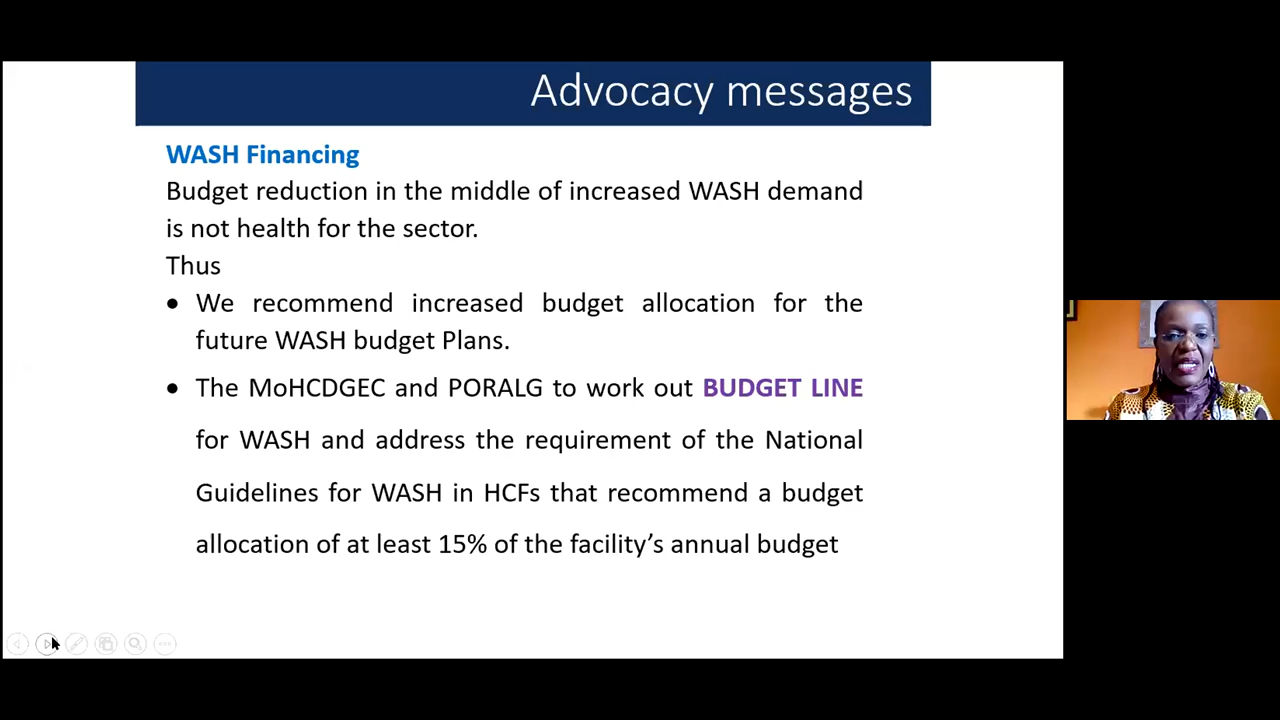 Advocacy messages
WASH Financing
Budget reduction in the middle of increased WASH demand
is not health for the sector.
Thus
• We recommend increased budget allocation for the
future WASH budget Plans.
• The MoHCDGEC and PORALG to work out BUDGET LINE
for WASH and address the requirement of the National
Guidelines for WASH in HCFs that recommend a budget
allocation of at least 15% of the facility’s annual budget